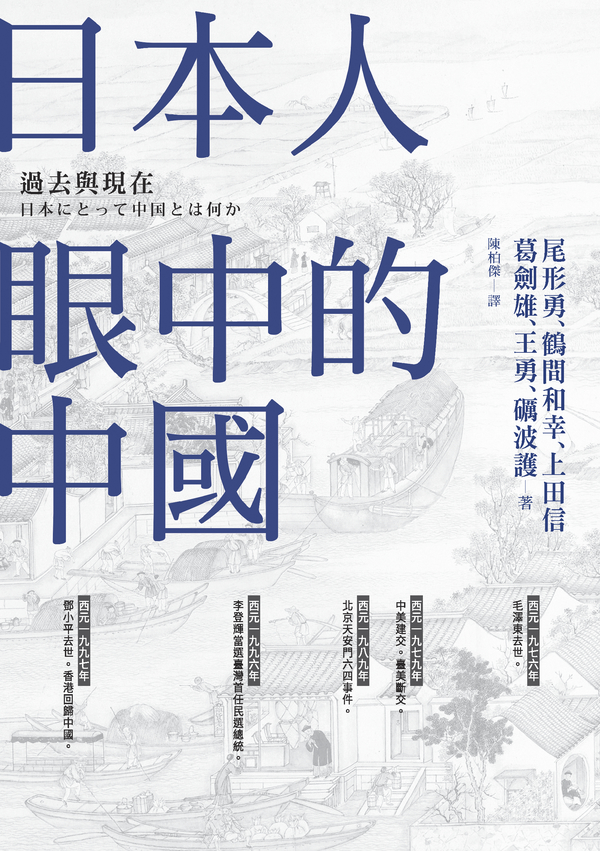 日本人
過去與現在
日本にとって中国とは何か
眼中的
中國
尾形勇、鶴間和幸、上田信
葛劍雄、王勇、礪波護—著
陳柏傑—譯
西元一九七六年
毛澤東去世。
西元一九七九年
中美建交。臺美斷交。
西元一九八九年
北京天安門六四事件。
西元一九九六年
李登輝當選臺灣首任民選總統。
西元一九九七年
鄧小平去世。香港回歸中國。